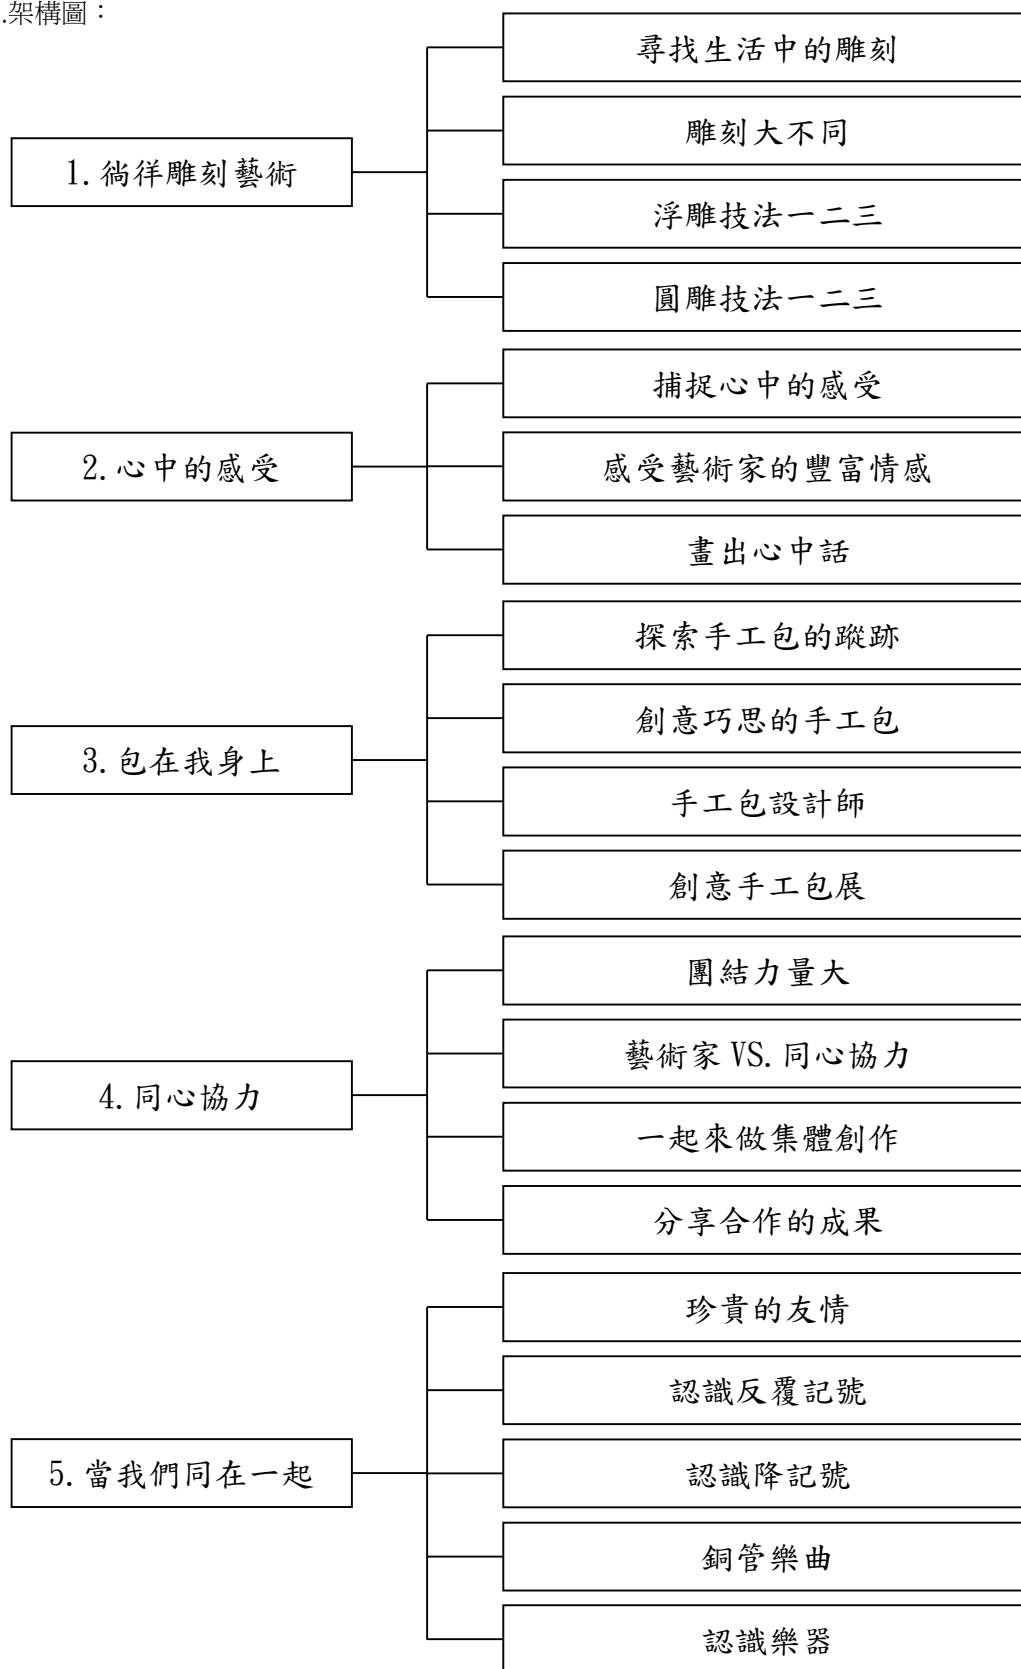 .架構圖：
1.徜徉雕刻藝術
尋找生活中的雕刻
雕刻大不同
浮雕技法一二三
圓雕技法一二三
2.心中的感受
捕捉心中的感受
感受藝術家的豐富情感
畫出心中話
3.包在我身上
探索手工包的蹤跡
創意巧思的手工包
手工包設計師
創意手工包展
4.同心協力
團結力量大
藝術家 VS.同心協力
一起來做集體創作
分享合作的成果
5.當我們同在一起
珍貴的友情
認識反覆記號
認識降記號
銅管樂曲
認識樂器